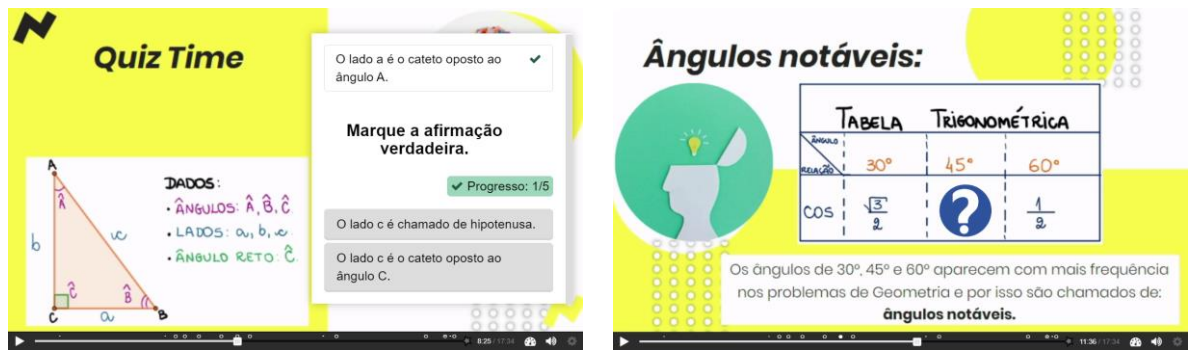 Quiz Time
O lado a é o cateto oposto ao
ângulo A.
Marque a afirmação
verdadeira.
Progresso: 1/5
O lado c é chamado de hipotenusa.
O lado c é o cateto oposto ao
ângulo C.
A
Â
b
c
Ĉ
B̂
C
a
B
DADOS:
• ÂNGULOS: Â, B̂, Ĉ.
• LADOS: a, b, c.
• ÂNGULO RETO: Ĉ.
8:25 / 17:34
Ângulos notáveis:
TABELA TRIGONOMÉTRICA
ÂNGULO
RELAÇÃO
30° 45° 60°
COS √3/2 ? 1/2
Os ângulos de 30º, 45º e 60º aparecem com mais frequência
nos problemas de Geometria e por isso são chamados de:
ângulos notáveis.
11:36 / 17:34